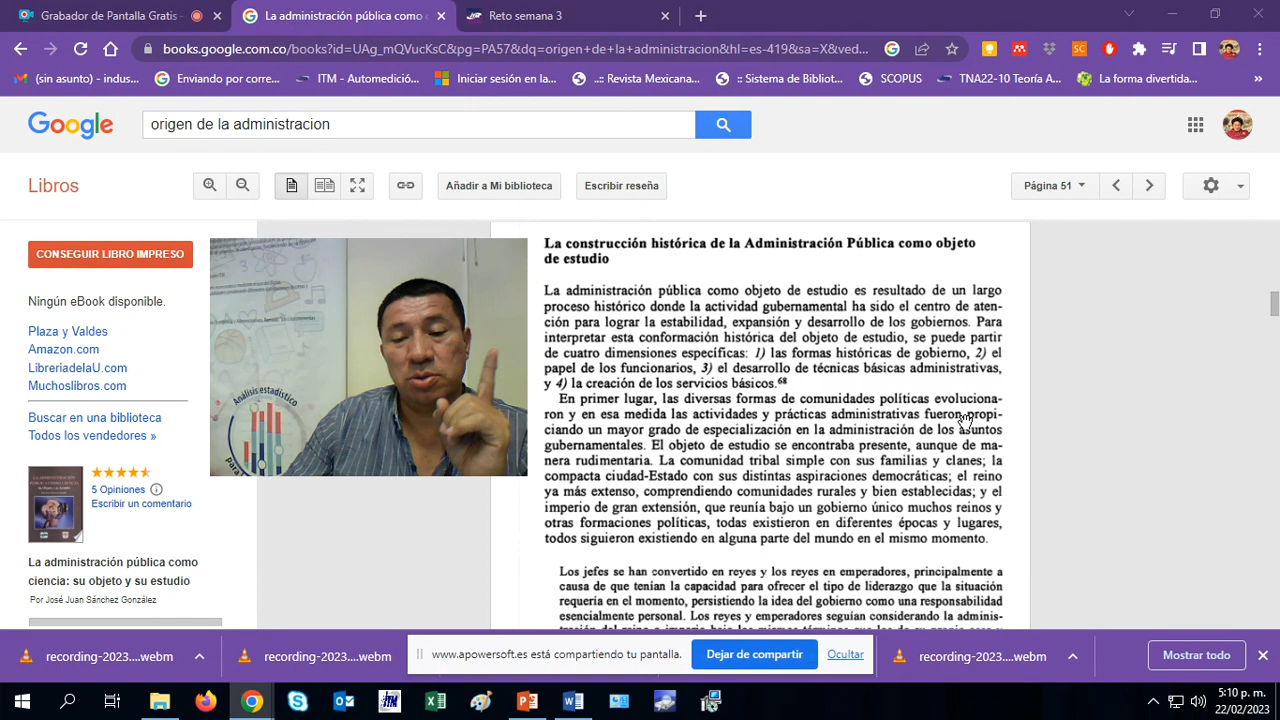 Grabador de Pantalla Gratis -
La administración pública como
Reto semana 3
books.google.com.co/books?id=UAg_mQVucKsC&pg=PA57&dq=origen+de+la+administracion&hl=es-419&sa=X&ved...
(sin asunto) - indus...
Enviando por corre...
ITM - Automedició...
Iniciar sesión en la...
..:: Revista Mexicana...
:: Sistema de Bibliot...
SCOPUS
TNA22-10 Teoría A...
La forma divertida...
Google
origen de la administracion
Libros
Añadir a Mi biblioteca
Escribir reseña
Página 51
CONSEGUIR LIBRO IMPRESO
Ningún eBook disponible.
Plaza y Valdes
Amazon.com
LibreriadelaU.com
Muchoslibros.com
Buscar en una biblioteca
Todos los vendedores »
5 Opiniones
Escribir un comentario
La administración pública como
ciencia: su objeto y su estudio
Por José Juan Sánchez González
Análisis estadístico
La construcción histórica de la Administración Pública como objeto
de estudio
La administración pública como objeto de estudio es resultado de un largo
proceso histórico donde la actividad gubernamental ha sido el centro de aten-
ción para lograr la estabilidad, expansión y desarrollo de los gobiernos. Para
interpretar esta conformación histórica del objeto de estudio, se puede partir
de cuatro dimensiones específicas: 1) las formas históricas de gobierno, 2) el
papel de los funcionarios, 3) el desarrollo de técnicas básicas administrativas,
y 4) la creación de los servicios básicos.68
En primer lugar, las diversas formas de comunidades políticas evoluciona-
ron y en esa medida las actividades y prácticas administrativas fueron propi-
ciando un mayor grado de especialización en la administración de los asuntos
gubernamentales. El objeto de estudio se encontraba presente, aunque de ma-
nera rudimentaria. La comunidad tribal simple con sus familias y clanes; la
compacta ciudad-Estado con sus distintas aspiraciones democráticas; el reino
ya más extenso, comprendiendo comunidades rurales y bien establecidas; y el
imperio de gran extensión, que reunía bajo un gobierno único muchos reinos y
otras formaciones políticas, todas existieron en diferentes épocas y lugares,
todos siguieron existiendo en alguna parte del mundo en el mismo momento.
Los jefes se han convertido en reyes y los reyes en emperadores, principalmente a
causa de que tenían la capacidad para ofrecer el tipo de liderazgo que la situación
requería en el momento, persistiendo la idea del gobierno como una responsabilidad
esencialmente personal. Los reyes y emperadores seguían considerando la adminis-
recording-2023....webm
recording-2023....webm
www.apowersoft.es está compartiendo tu pantalla.
Dejar de compartir
Ocultar
recording-2023....webm
Mostrar todo
5:10 p. m.
22/02/2023